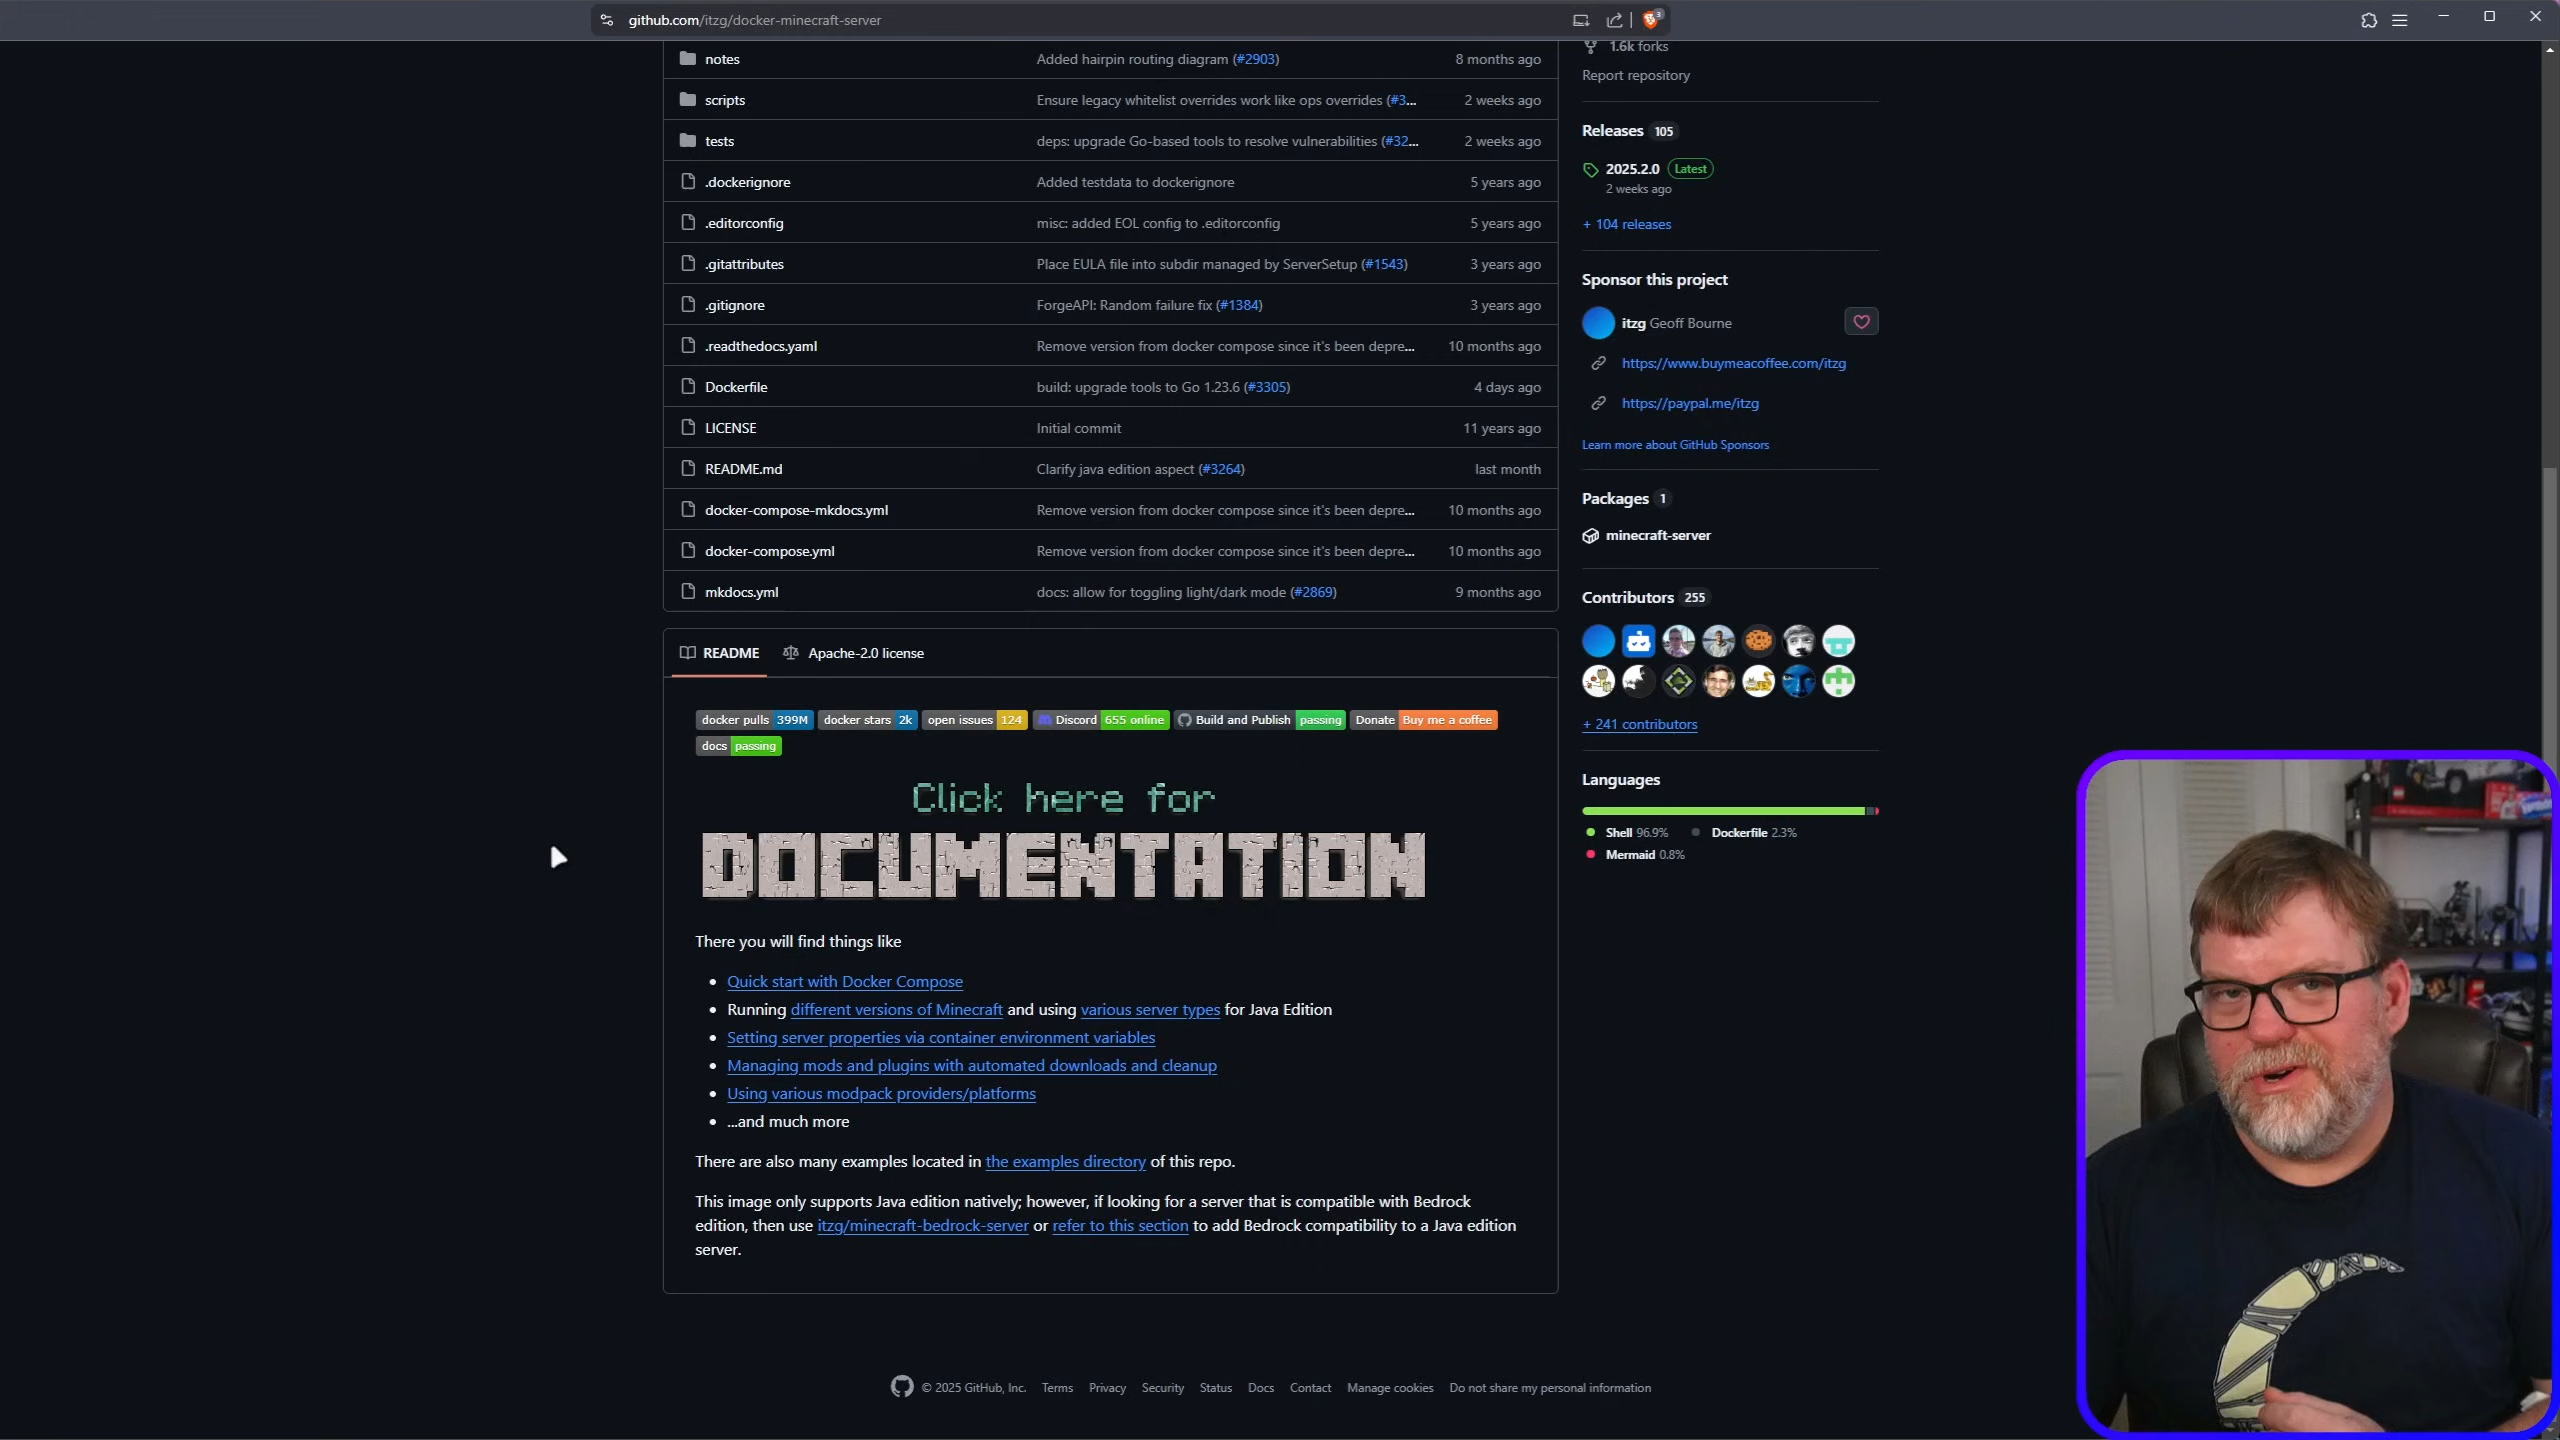 github.com/itzg/docker-minecraft-server
notes Added hairpin routing diagram (#2903) 8 months ago
scripts Ensure legacy whitelist overrides work like ops overrides (#3... 2 weeks ago
tests deps: upgrade Go-based tools to resolve vulnerabilities (#32... 2 weeks ago
.dockerignore Added testdata to dockerignore 5 years ago
.editorconfig misc: added EOL config to .editorconfig 5 years ago
.gitattributes Place EULA file into subdir managed by ServerSetup (#1543) 3 years ago
.gitignore ForgeAPI: Random failure fix (#1384) 3 years ago
.readthedocs.yaml Remove version from docker compose since it's been depre... 10 months ago
Dockerfile build: upgrade tools to Go 1.23.6 (#3305) 4 days ago
LICENSE Initial commit 11 years ago
README.md Clarify java edition aspect (#3264) last month
docker-compose-mkdocs.yml Remove version from docker compose since it's been depre... 10 months ago
docker-compose.yml Remove version from docker compose since it's been depre... 10 months ago
mkdocs.yml docs: allow for toggling light/dark mode (#2869) 9 months ago
README Apache-2.0 license
docker pulls 399M docker stars 2k open issues 124 Discord 655 online Build and Publish passing Donate Buy me a coffee
docs passing
Click here for
DOCUMENTATION
There you will find things like
Quick start with Docker Compose
Running different versions of Minecraft and using various server types for Java Edition
Setting server properties via container environment variables
Managing mods and plugins with automated downloads and cleanup
Using various modpack providers/platforms
...and much more
There are also many examples located in the examples directory of this repo.
This image only supports Java edition natively; however, if looking for a server that is compatible with Bedrock
edition, then use itzg/minecraft-bedrock-server or refer to this section to add Bedrock compatibility to a Java edition
server.
1.6k forks
Report repository
Releases 105
2025.2.0 Latest
2 weeks ago
+ 104 releases
Sponsor this project
itzg Geoff Bourne
https://www.buymeacoffee.com/itzg
https://paypal.me/itzg
Learn more about GitHub Sponsors
Packages 1
minecraft-server
Contributors 255
+ 241 contributors
Languages
Shell 96.9% Dockerfile 2.3%
Mermaid 0.8%
© 2025 GitHub, Inc. Terms Privacy Security Status Docs Contact Manage cookies Do not share my personal information